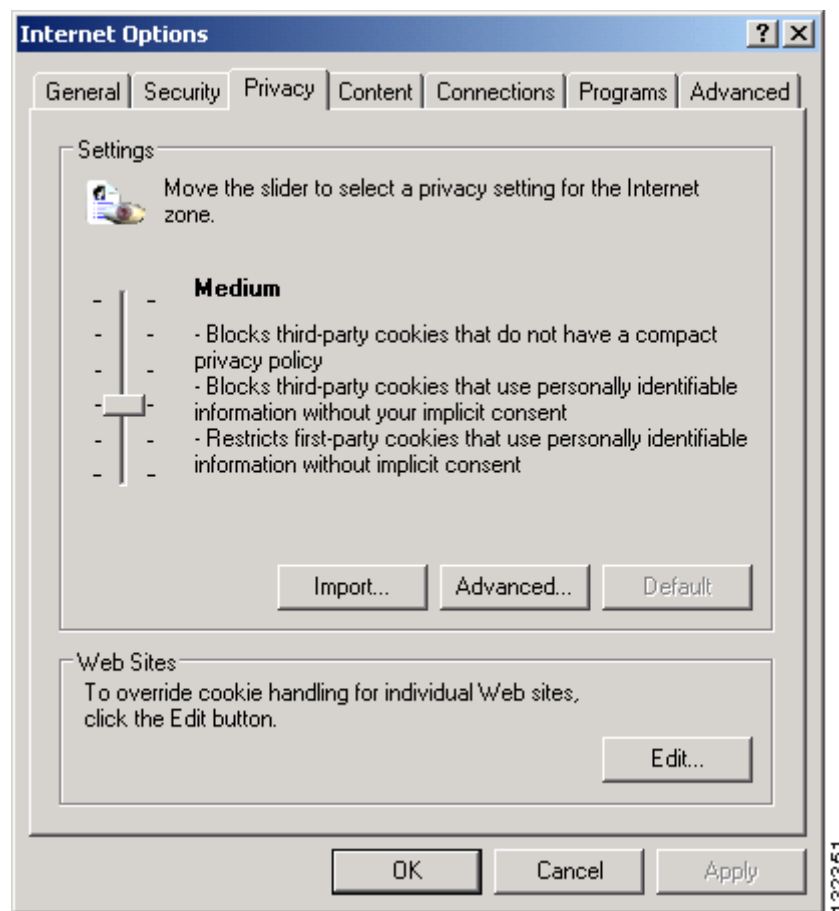 Internet Options
General Security Privacy Content Connections Programs Advanced
Settings
Move the slider to select a privacy setting for the Internet
zone.
Medium
- Blocks third-party cookies that do not have a compact
privacy policy
- Blocks third-party cookies that use personally identifiable
information without your implicit consent
- Restricts first-party cookies that use personally identifiable
information without implicit consent
Import... Advanced... Default
Web Sites
To override cookie handling for individual Web sites,
click the Edit button.
Edit...
OK Cancel Apply